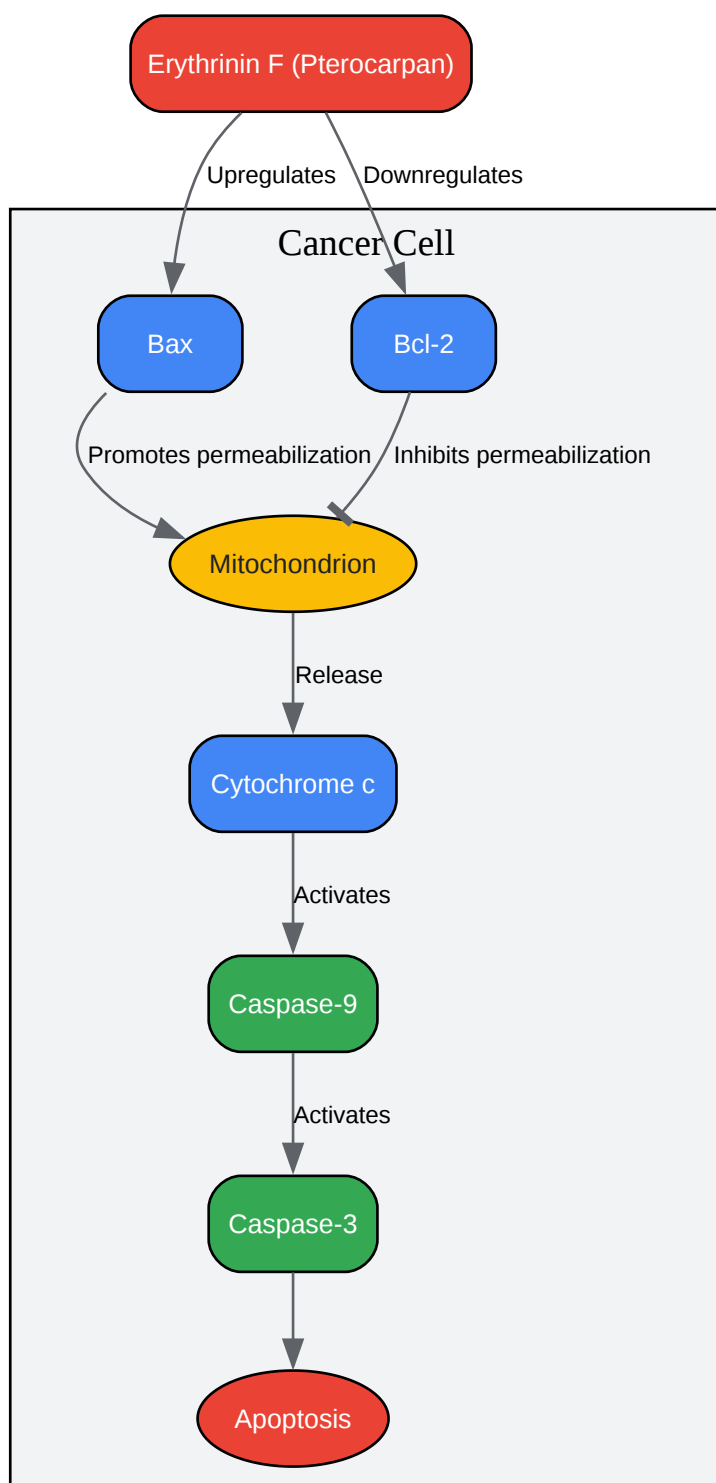 Erythrinin F (Pterocarpan)
Upregulates
Downregulates
Cancer Cell
Bax
Bcl-2
Promotes permeabilization
Inhibits permeabilization
Mitochondrion
Release
Cytochrome c
Activates
Caspase-9
Activates
Caspase-3
Apoptosis